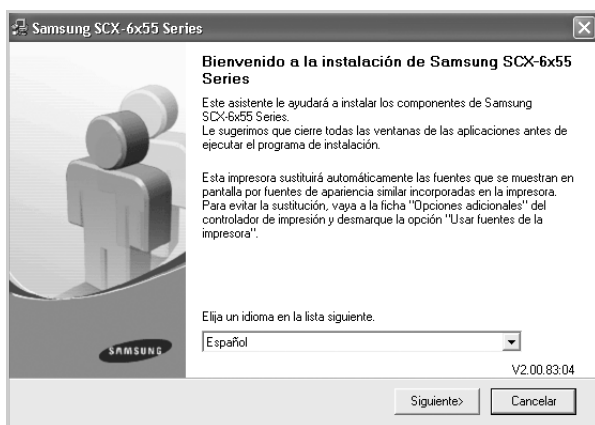 Samsung SCX-6x55 Series
Bienvenido a la instalación de Samsung SCX-6x55
Series
Este asistente le ayudará a instalar los componentes de Samsung
SCX-6x55 Series.
Le sugerimos que cierre todas las ventanas de las aplicaciones antes de
ejecutar el programa de instalación.
Esta impresora sustituirá automáticamente las fuentes que se muestran en
pantalla por fuentes de apariencia similar incorporadas en la impresora.
Para evitar la sustitución, vaya a la ficha "Opciones adicionales" del
controlador de impresión y desmarque la opción "Usar fuentes de la
impresora".
Elija un idioma en la lista siguiente.
Español
SAMSUNG
V2.00.83:04
Siguiente>
Cancelar